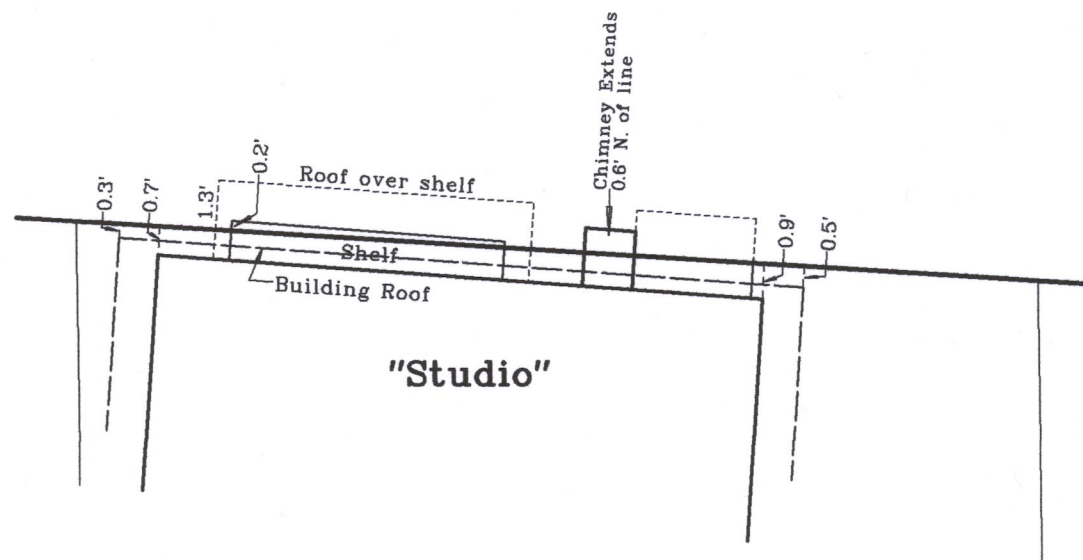 Chimney Extends
0.6' N. of line
0.3'
0.7'
1.3'
0.2'
Roof over shelf
Shelf
Building Roof
0.9'
0.5'
"Studio"